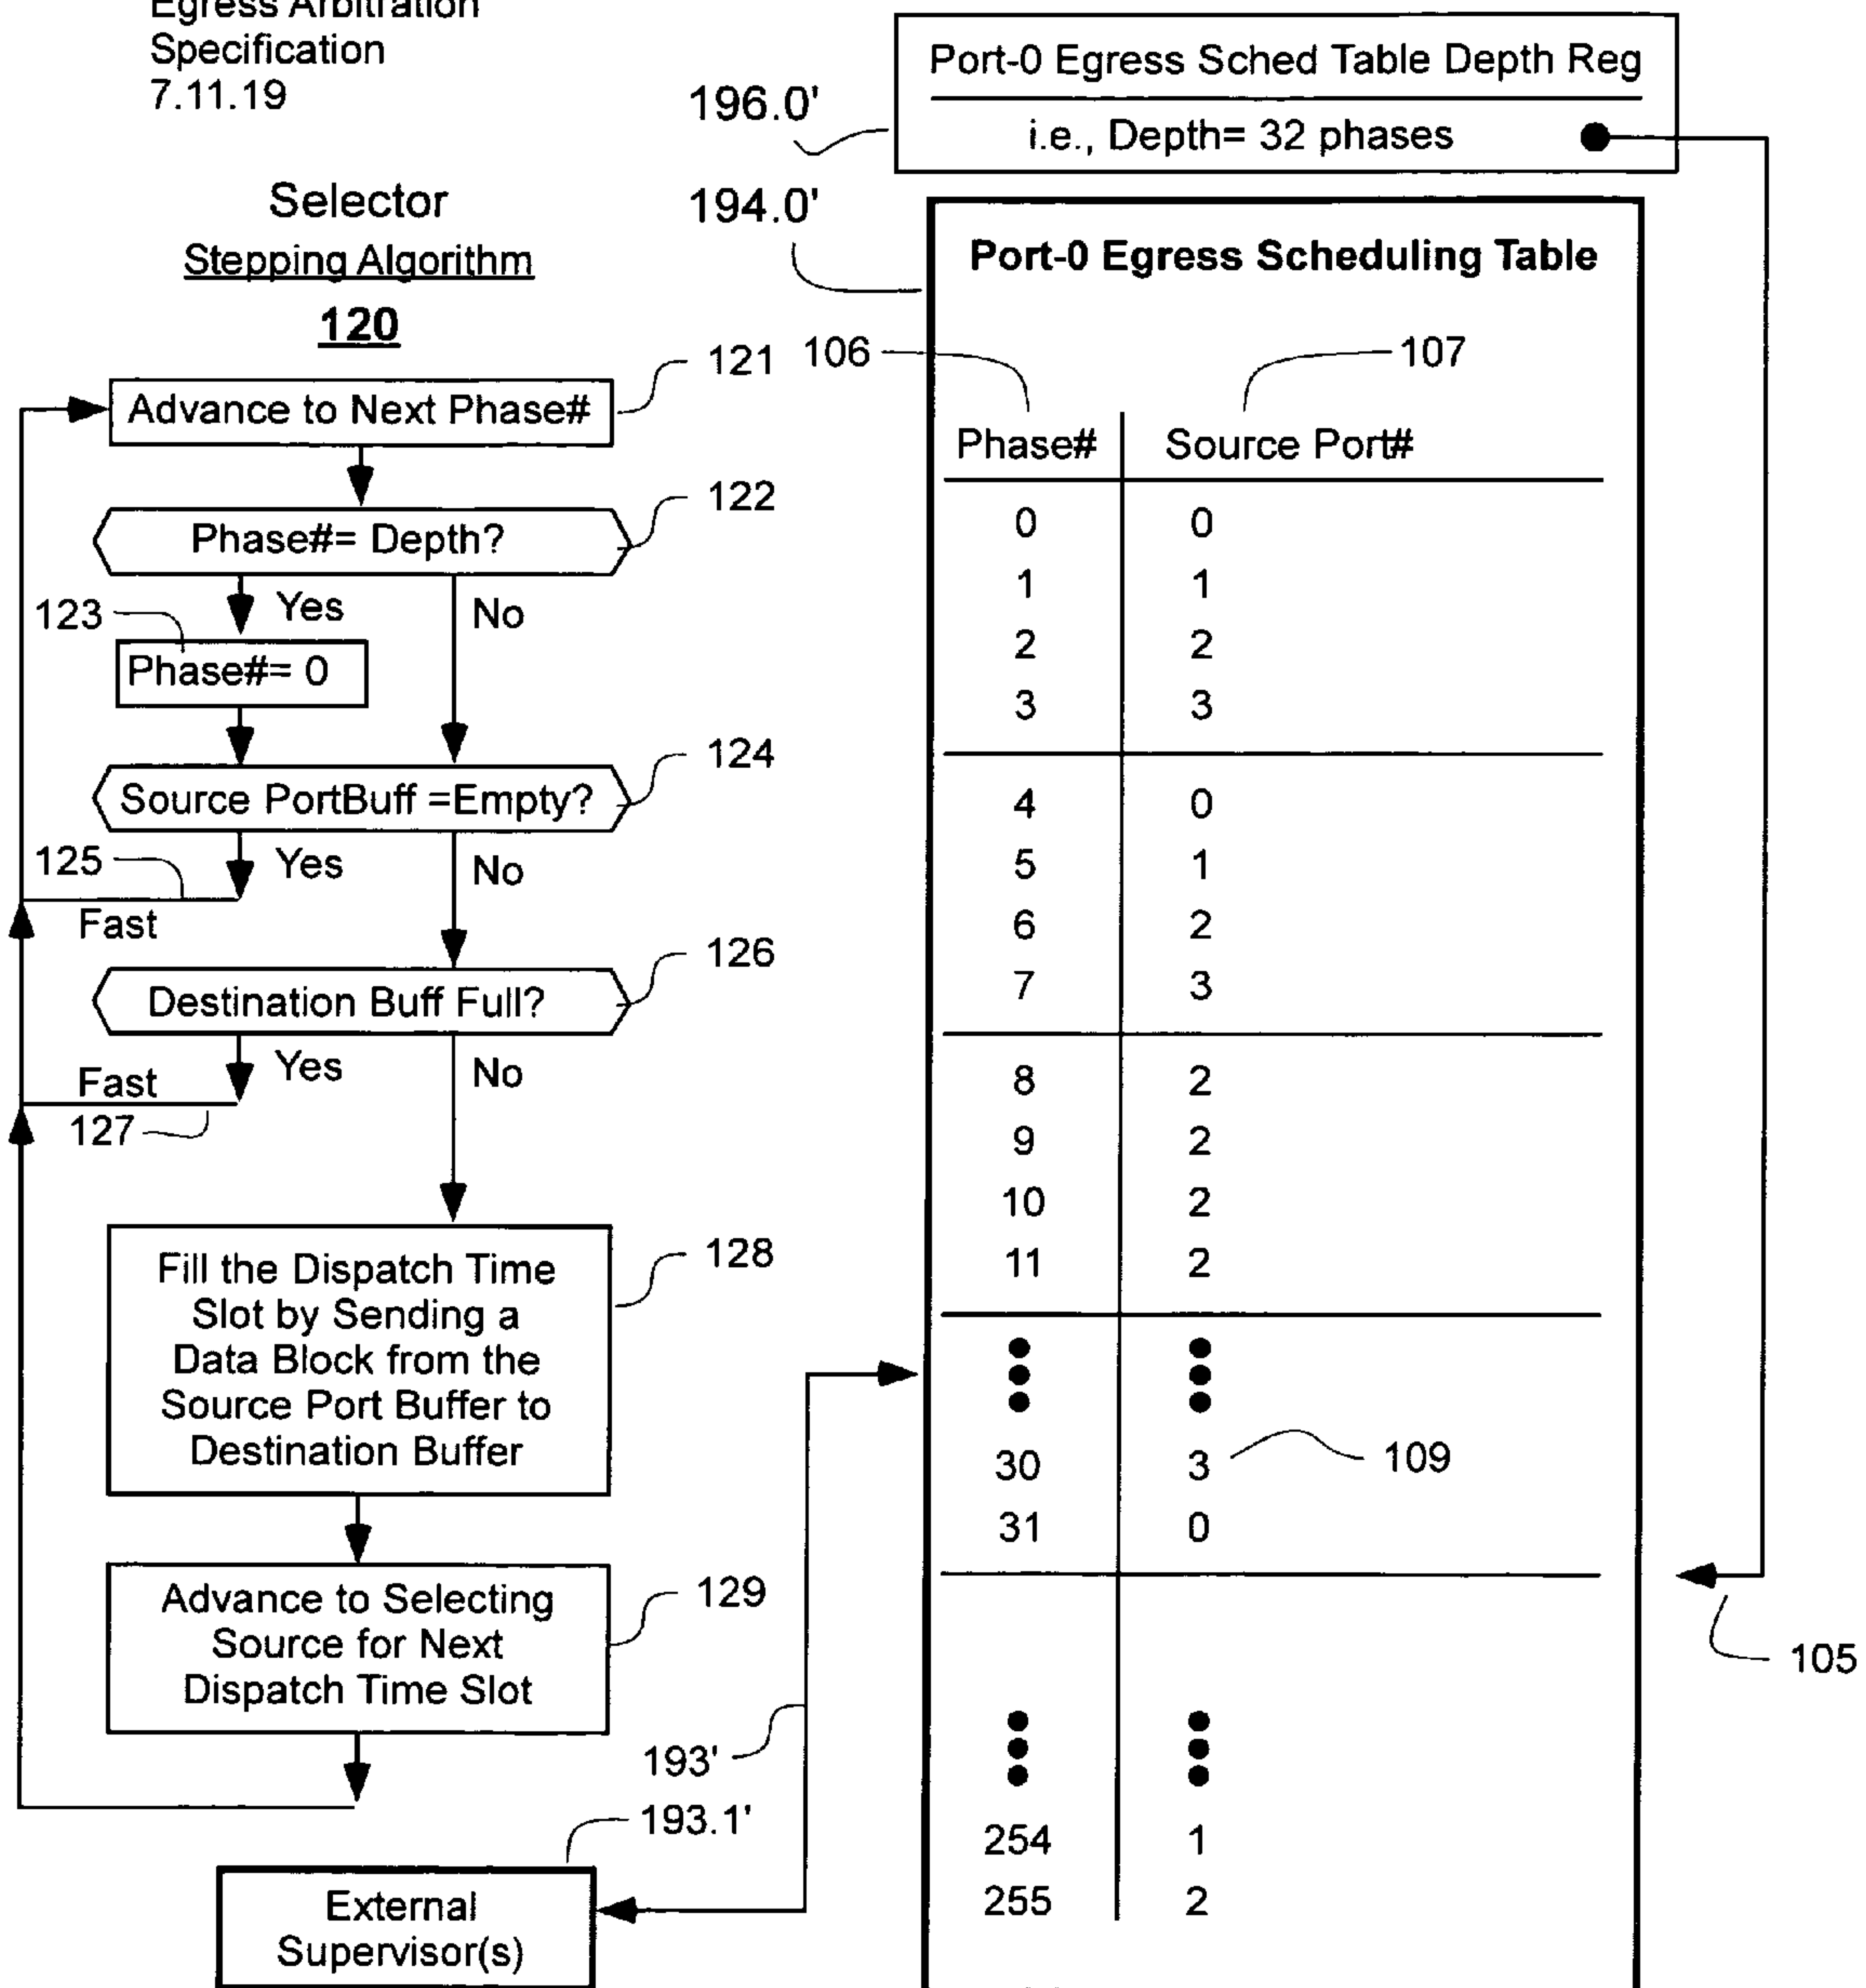 Egress Arbitration
Specification
7.11.19
Port-0 Egress Sched Table Depth Reg
i.e., Depth= 32 phases
196.0'
194.0'
Selector
Stepping Algorithm
120
Advance to Next Phase#
121
Phase#= Depth?
122
Yes
No
123
Phase#= 0
Source PortBuff =Empty?
124
Yes
No
125
Fast
Destination Buff Full?
126
Yes
No
Fast
127
Fill the Dispatch Time
Slot by Sending a
Data Block from the
Source Port Buffer to
Destination Buffer
128
Advance to Selecting
Source for Next
Dispatch Time Slot
129
193'
193.1'
External
Supervisor(s)
Port-0 Egress Scheduling Table
106
107
Phase# Source Port#
0 0
1 1
2 2
3 3
4 0
5 1
6 2
7 3
8 2
9 2
10 2
11 2
30 3
109
31 0
105
254 1
255 2